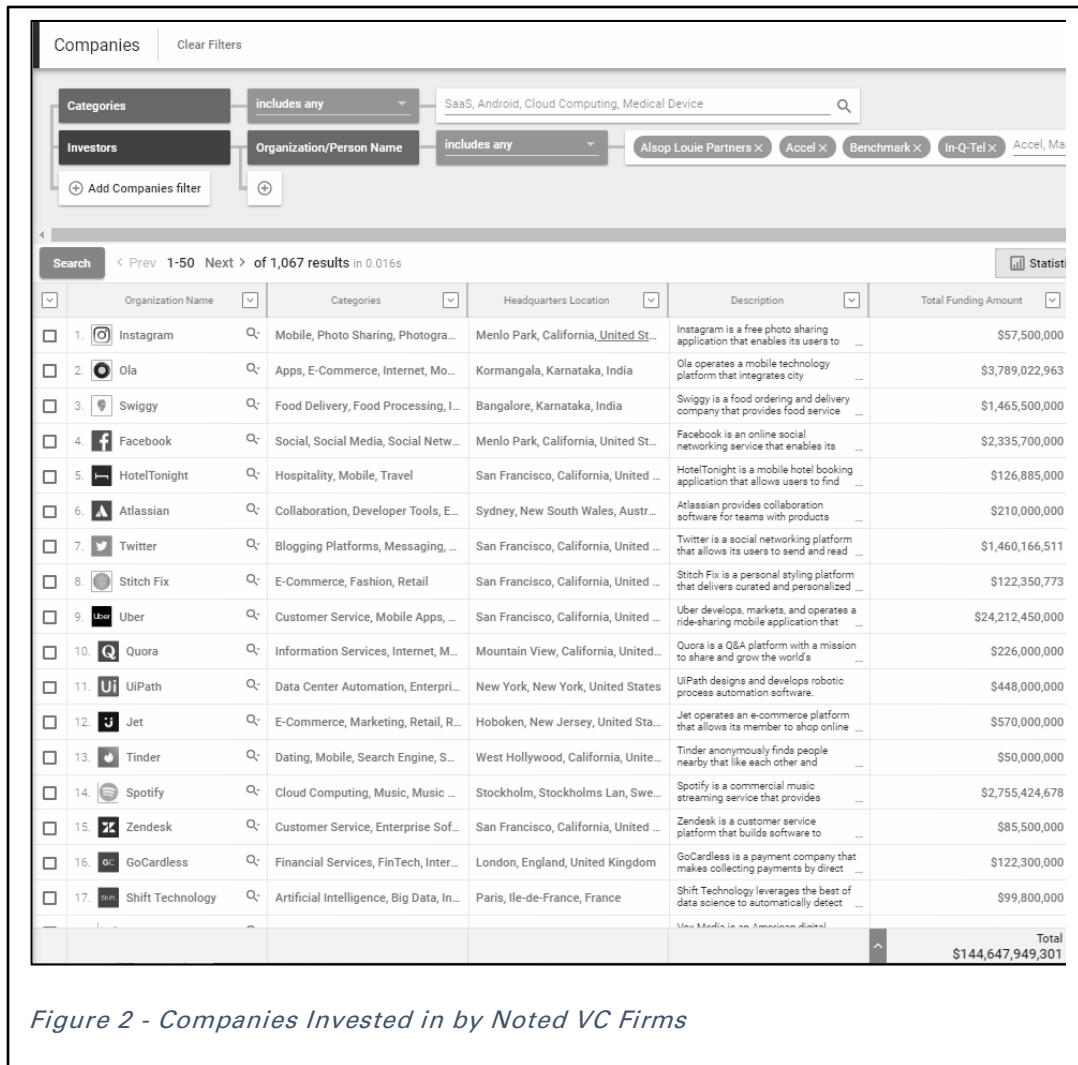 Companies Clear Filters
Categories includes any SaaS, Android, Cloud Computing, Medical Device
Investors Organization/Person Name includes any Alsop Louie Partners × Accel × Benchmark × In-Q-Tel × Accel, Ma
Add Companies filter
Search < Prev 1-50 Next > of 1,067 results in 0.016s Statisti
Organization Name Categories Headquarters Location Description Total Funding Amount
1. Instagram Mobile, Photo Sharing, Photogra... Menlo Park, California, United St... Instagram is a free photo sharing $57,500,000
application that enables its users to ...
2. Ola Apps, E-Commerce, Internet, Mo... Kormangala, Karnataka, India Ola operates a mobile technology $3,789,022,963
platform that integrates city ...
3. Swiggy Food Delivery, Food Processing, I... Bangalore, Karnataka, India Swiggy is a food ordering and delivery $1,465,500,000
company that provides food service ...
4. Facebook Social, Social Media, Social Netw... Menlo Park, California, United St... Facebook is an online social $2,335,700,000
networking service that enables its ...
5. HotelTonight Hospitality, Mobile, Travel San Francisco, California, United ... HotelTonight is a mobile hotel booking $126,885,000
application that allows users to find ...
6. Atlassian Collaboration, Developer Tools, E... Sydney, New South Wales, Austr... Atlassian provides collaboration $210,000,000
software for teams with products ...
7. Twitter Blogging Platforms, Messaging, ... San Francisco, California, United ... Twitter is a social networking platform $1,460,166,511
that allows its users to send and read ...
8. Stitch Fix E-Commerce, Fashion, Retail San Francisco, California, United ... Stitch Fix is a personal styling platform $122,350,773
that delivers curated and personalized ...
9. Uber Uber Customer Service, Mobile Apps, ... San Francisco, California, United ... Uber develops, markets, and operates a $24,212,450,000
ride-sharing mobile application that ...
10. Q Quora Information Services, Internet, M... Mountain View, California, United... Quora is a Q&A platform with a mission $226,000,000
to share and grow the world's ...
11. Ui UiPath Data Center Automation, Enterpri... New York, New York, United States UiPath designs and develops robotic $448,000,000
process automation software.
12. Jet E-Commerce, Marketing, Retail, R... Hoboken, New Jersey, United Sta... Jet operates an e-commerce platform $570,000,000
that allows its member to shop online ...
13. Tinder Dating, Mobile, Search Engine, S... West Hollywood, California, Unite... Tinder anonymously finds people $50,000,000
nearby that like each other and ...
14. Spotify Cloud Computing, Music, Music ... Stockholm, Stockholms Lan, Swe... Spotify is a commercial music $2,755,424,678
streaming service that provides ...
15. Zendesk Customer Service, Enterprise Sof... San Francisco, California, United ... Zendesk is a customer service $85,500,000
platform that builds software to ...
16. GC GoCardless Financial Services, FinTech, Inter... London, England, United Kingdom GoCardless is a payment company that $122,300,000
makes collecting payments by direct ...
17. Shift Shift Technology Artificial Intelligence, Big Data, In... Paris, Ile-de-France, France Shift Technology leverages the best of $99,800,000
data science to automatically detect ...
Vox Media is an American digital
Total
$144,647,949,301
Figure 2 - Companies Invested in by Noted VC Firms